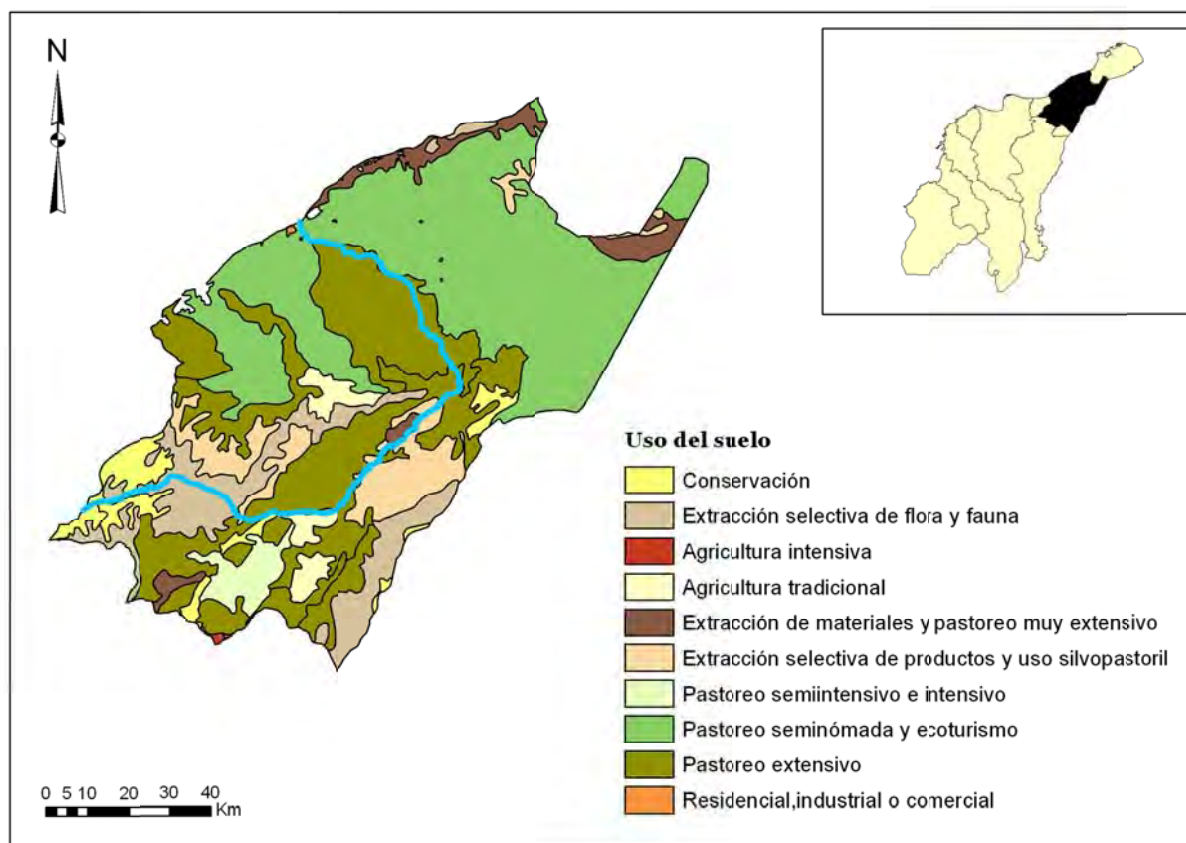 N
Uso del suelo
Conservación
Extracción selectiva de flora y fauna
Agricultura intensiva
Agricultura tradicional
Extracción de materiales y pastoreo muy extensivo
Extracción selectiva de productos y uso silvopastoril
Pastoreo semiintensivo e intensivo
Pastoreo seminómada y ecoturismo
Pastoreo extensivo
Residencial,industrial o comercial
0 5 10 20 30 40
Km